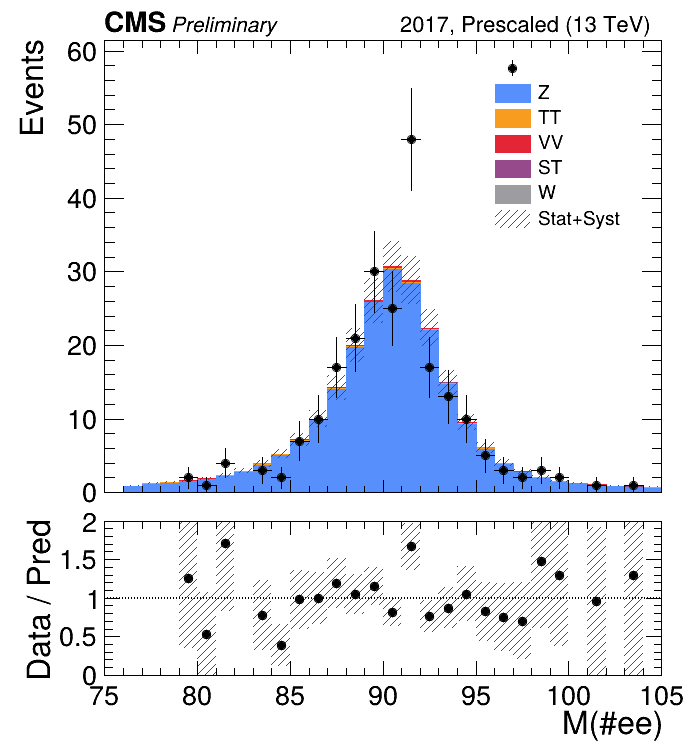 CMS Preliminary 2017, Prescaled (13 TeV)
Events
60
50
40
30
20
10
0
Z
TT
VV
ST
W
Stat+Syst
Data / Pred
2
1.5
1
0.5
0
75 80 85 90 95 100 105
M(#ee)